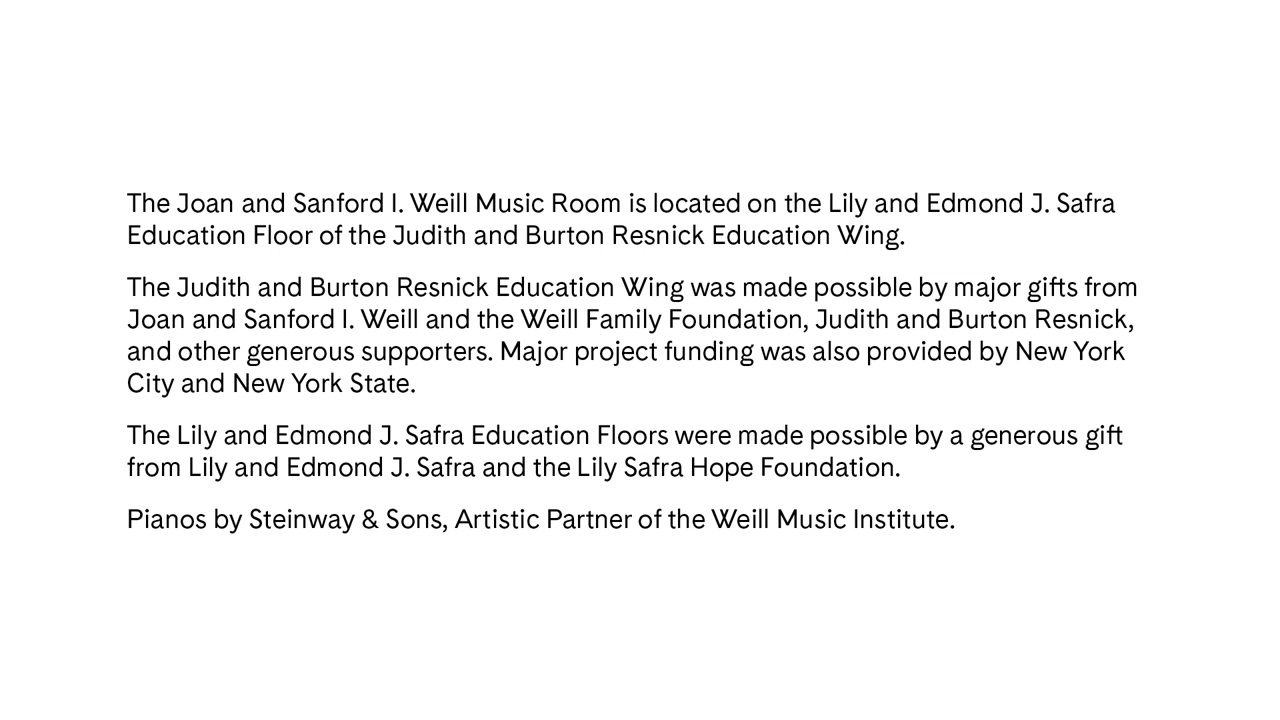 The Joan and Sanford I. Weill Music Room is located on the Lily and Edmond J. Safra
Education Floor of the Judith and Burton Resnick Education Wing.
The Judith and Burton Resnick Education Wing was made possible by major gifts from
Joan and Sanford I. Weill and the Weill Family Foundation, Judith and Burton Resnick,
and other generous supporters. Major project funding was also provided by New York
City and New York State.
The Lily and Edmond J. Safra Education Floors were made possible by a generous gift
from Lily and Edmond J. Safra and the Lily Safra Hope Foundation.
Pianos by Steinway & Sons, Artistic Partner of the Weill Music Institute.